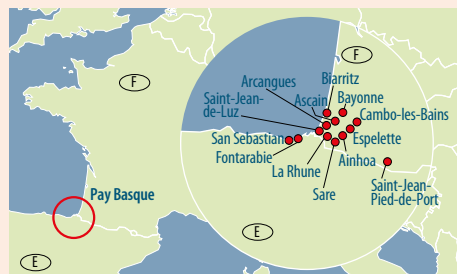 F
F
Biarritz
Arcangues
Ascain
Bayonne
Saint-Jean-
de-Luz
Cambo-les-Bains
San Sebastian
Espelette
Fontarabie
Ainhoa
La Rhune
Sare
Saint-Jean-
Pied-de-Port
Pay Basque
E
E